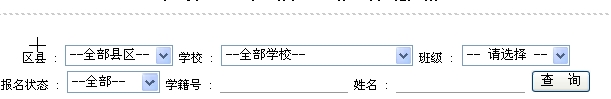 区县： --全部县区-- 学校： --全部学校-- 班级： -- 请选择 --
报名状态： --全部-- 学籍号： 姓名： 查 询